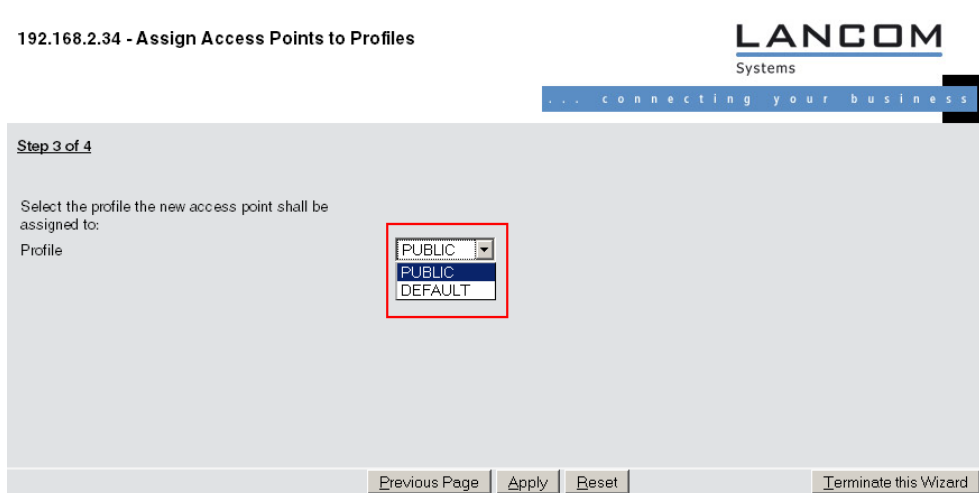 192.168.2.34 - Assign Access Points to Profiles
LANCOM
Systems
... connecting your business
Step 3 of 4
Select the profile the new access point shall be
assigned to:
Profile
PUBLIC
PUBLIC
DEFAULT
Previous Page
Apply
Reset
Terminate this Wizard